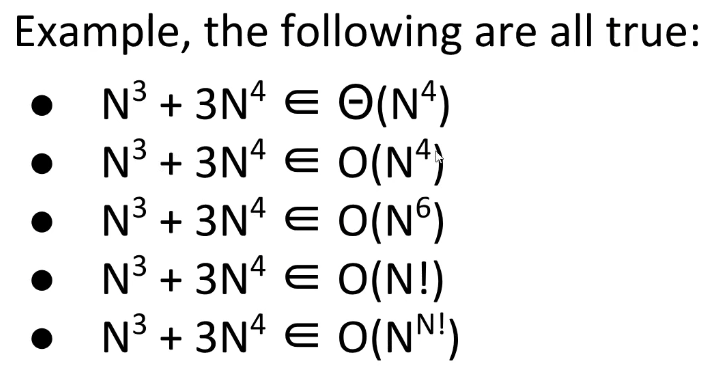 Example, the following are all true:
● N³ + 3N⁴ ∈ Θ(N⁴)
● N³ + 3N⁴ ∈ O(N⁴)
● N³ + 3N⁴ ∈ O(N⁶)
● N³ + 3N⁴ ∈ O(N!)
● N³ + 3N⁴ ∈ O(N^N!)